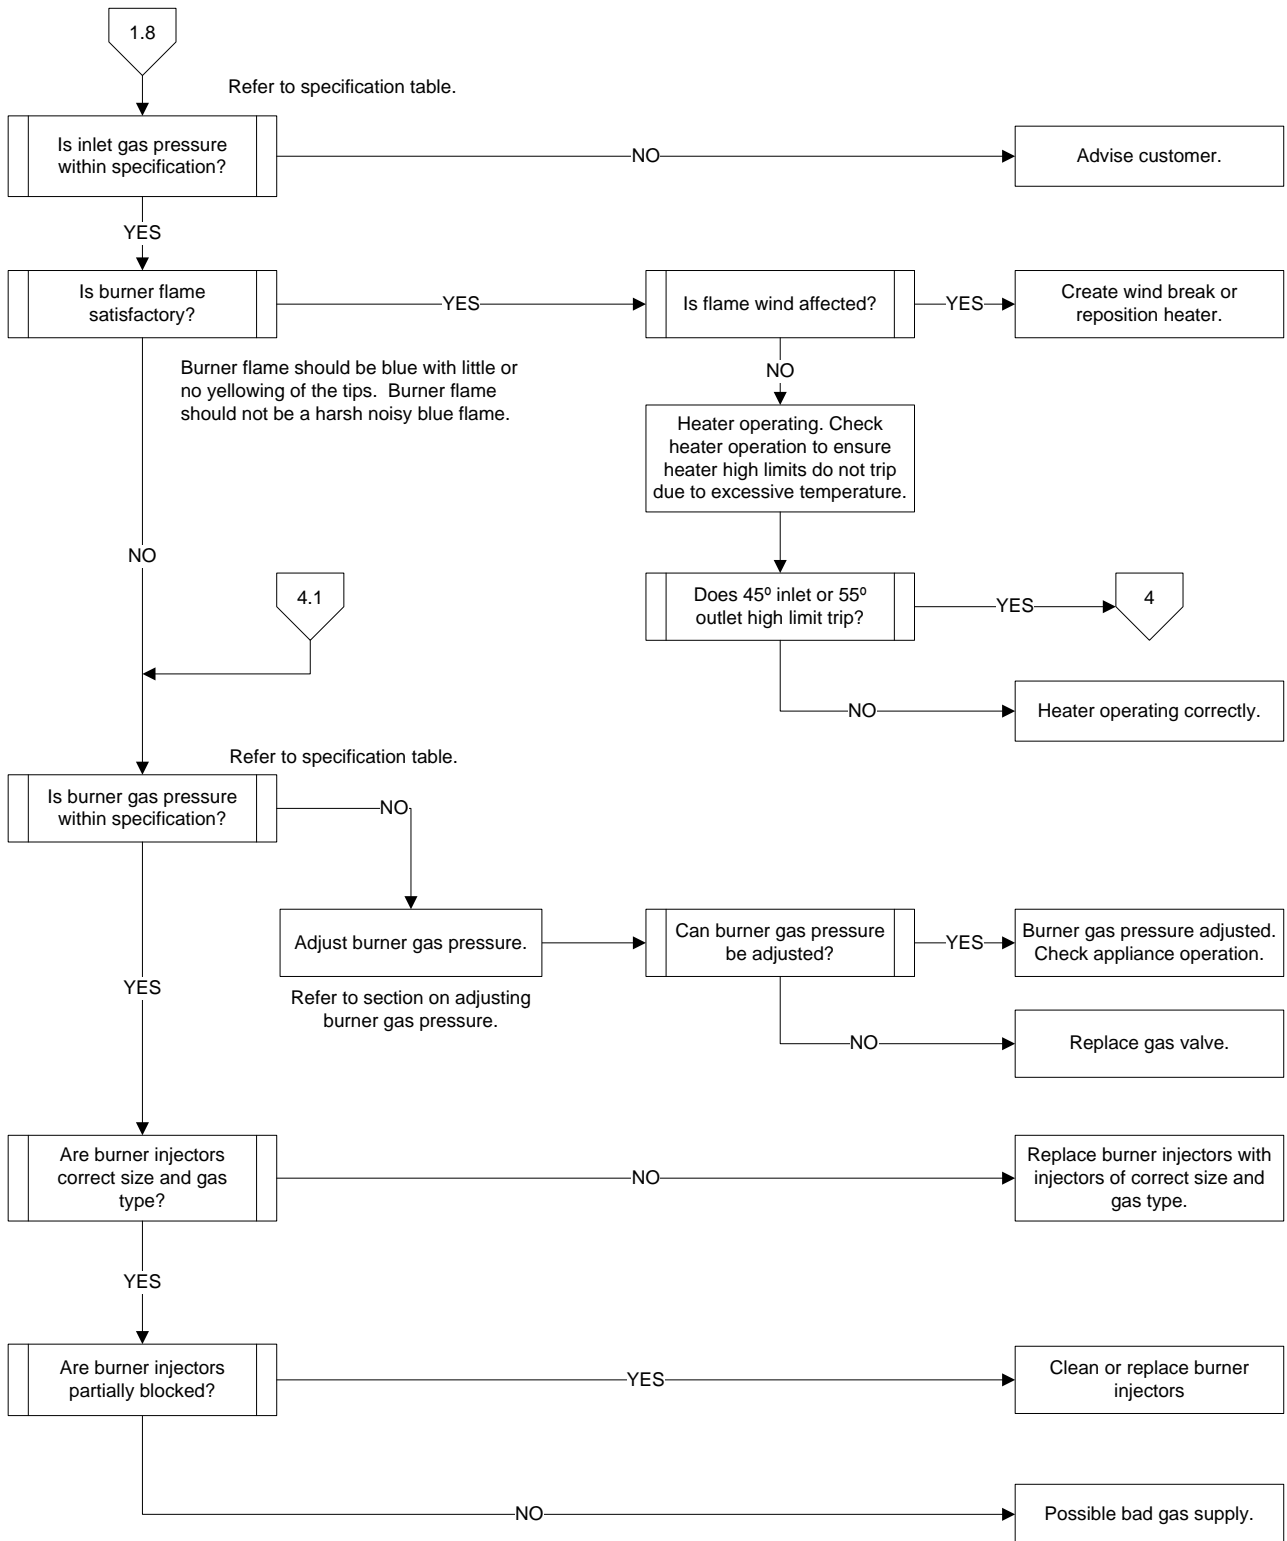 1.8
Refer to specification table.
Is inlet gas pressure
within specification?
NO
Advise customer.
YES
Is burner flame
satisfactory?
YES
Is flame wind affected?
YES
Create wind break or
reposition heater.
Burner flame should be blue with little or
no yellowing of the tips.  Burner flame
should not be a harsh noisy blue flame.
NO
Heater operating. Check
heater operation to ensure
heater high limits do not trip
due to excessive temperature.
NO
4.1
Does 45º inlet or 55º
outlet high limit trip?
YES
4
NO
Heater operating correctly.
Refer to specification table.
Is burner gas pressure
within specification?
NO
Adjust burner gas pressure.
Can burner gas pressure
be adjusted?
YES
Burner gas pressure adjusted.
Check appliance operation.
YES
Refer to section on adjusting
burner gas pressure.
NO
Replace gas valve.
Are burner injectors
correct size and gas
type?
NO
Replace burner injectors with
injectors of correct size and
gas type.
YES
Are burner injectors
partially blocked?
YES
Clean or replace burner
injectors
NO
Possible bad gas supply.